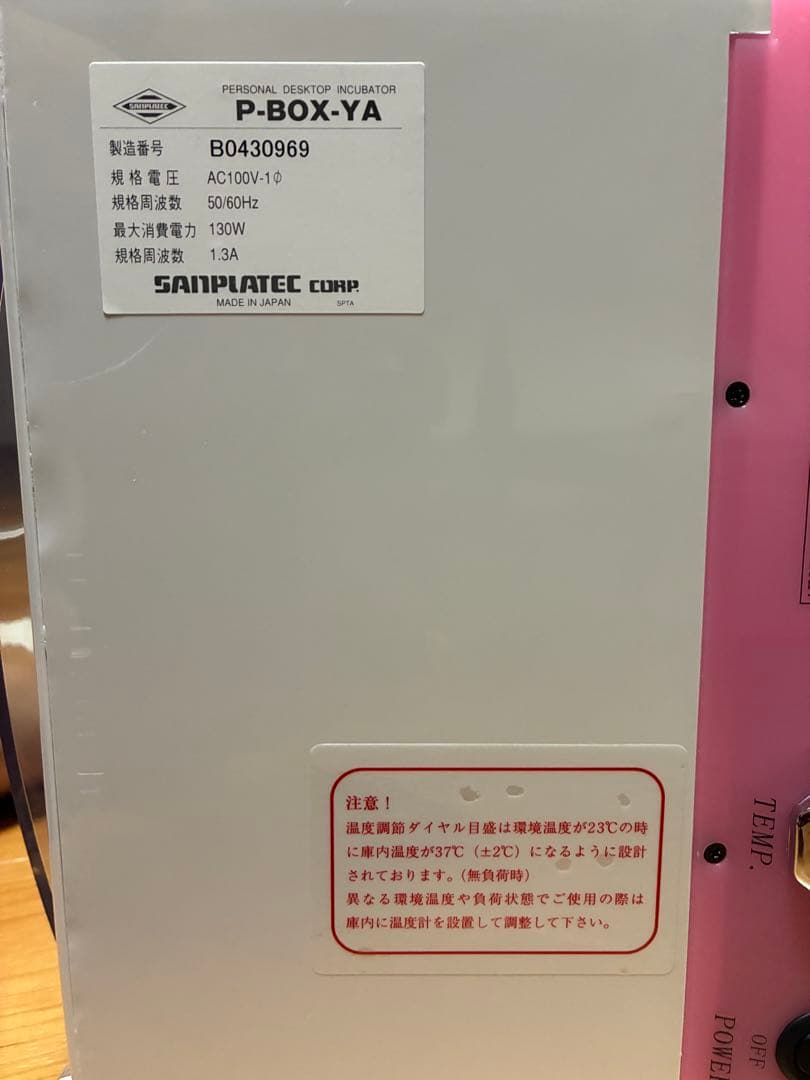 SANPLATEC
PERSONAL DESKTOP INCUBATOR
P-BOX-YA
製造番号 B0430969
規格電圧 AC100V-1φ
規格周波数 50/60Hz
最大消費電力 130W
規格周波数 1.3A
SANPLATEC CORP.
MADE IN JAPAN
SPTA
注意！
温度調節ダイヤル目盛は環境温度が23℃の時
に庫内温度が37℃（±2℃）になるように設計
されております。（無負荷時）
異なる環境温度や負荷状態でご使用の際は
庫内に温度計を設置して調整して下さい。
TEMP.
OFF
POWER